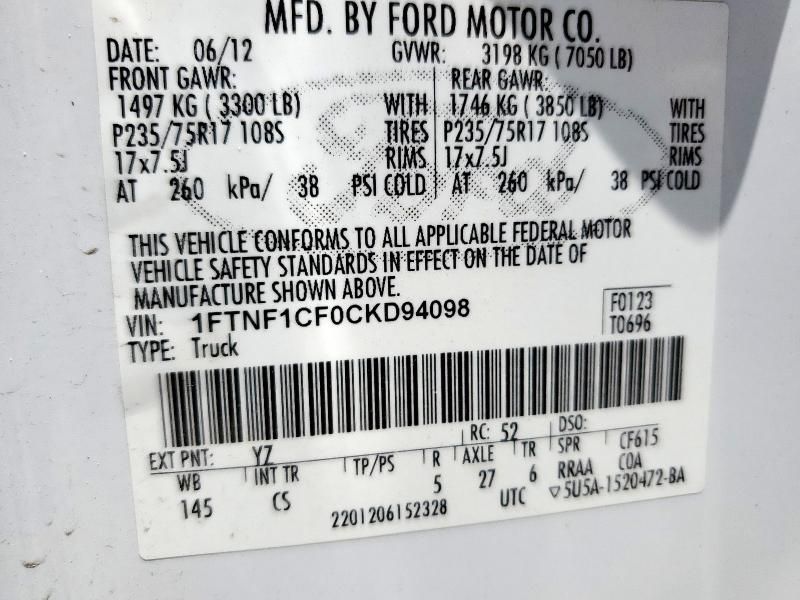 MFD. BY FORD MOTOR CO.
DATE: 06/12 GVWR: 3198 KG ( 7050 LB)
FRONT GAWR: REAR GAWR:
1497 KG ( 3300 LB) WITH 1746 KG ( 3850 LB) WITH
P235/75R17 108S TIRES P235/75R17 108S TIRES
17x7.5J RIMS 17x7.5J RIMS
AT 260 kPa/ 38 PSI COLD AT 260 kPa/ 38 PSI COLD
THIS VEHICLE CONFORMS TO ALL APPLICABLE FEDERAL MOTOR
VEHICLE SAFETY STANDARDS IN EFFECT ON THE DATE OF
MANUFACTURE SHOWN ABOVE.
VIN: 1FTNF1CF0CKD94098 F0123
TYPE: Truck T0696
EXT PNT: YZ RC: 52 DSO:
WB INT TR TP/PS R AXLE TR SPR CF615
145 CS 5 27 6 RRAA C0A
2201206152328 UTC ▽5U5A-1520472-BA